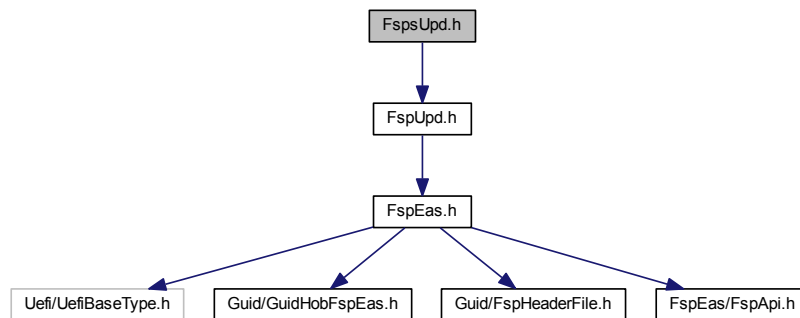 FspsUpd.h
FspUpd.h
FspEas.h
Uefi/UefiBaseType.h
Guid/GuidHobFspEas.h
Guid/FspHeaderFile.h
FspEas/FspApi.h